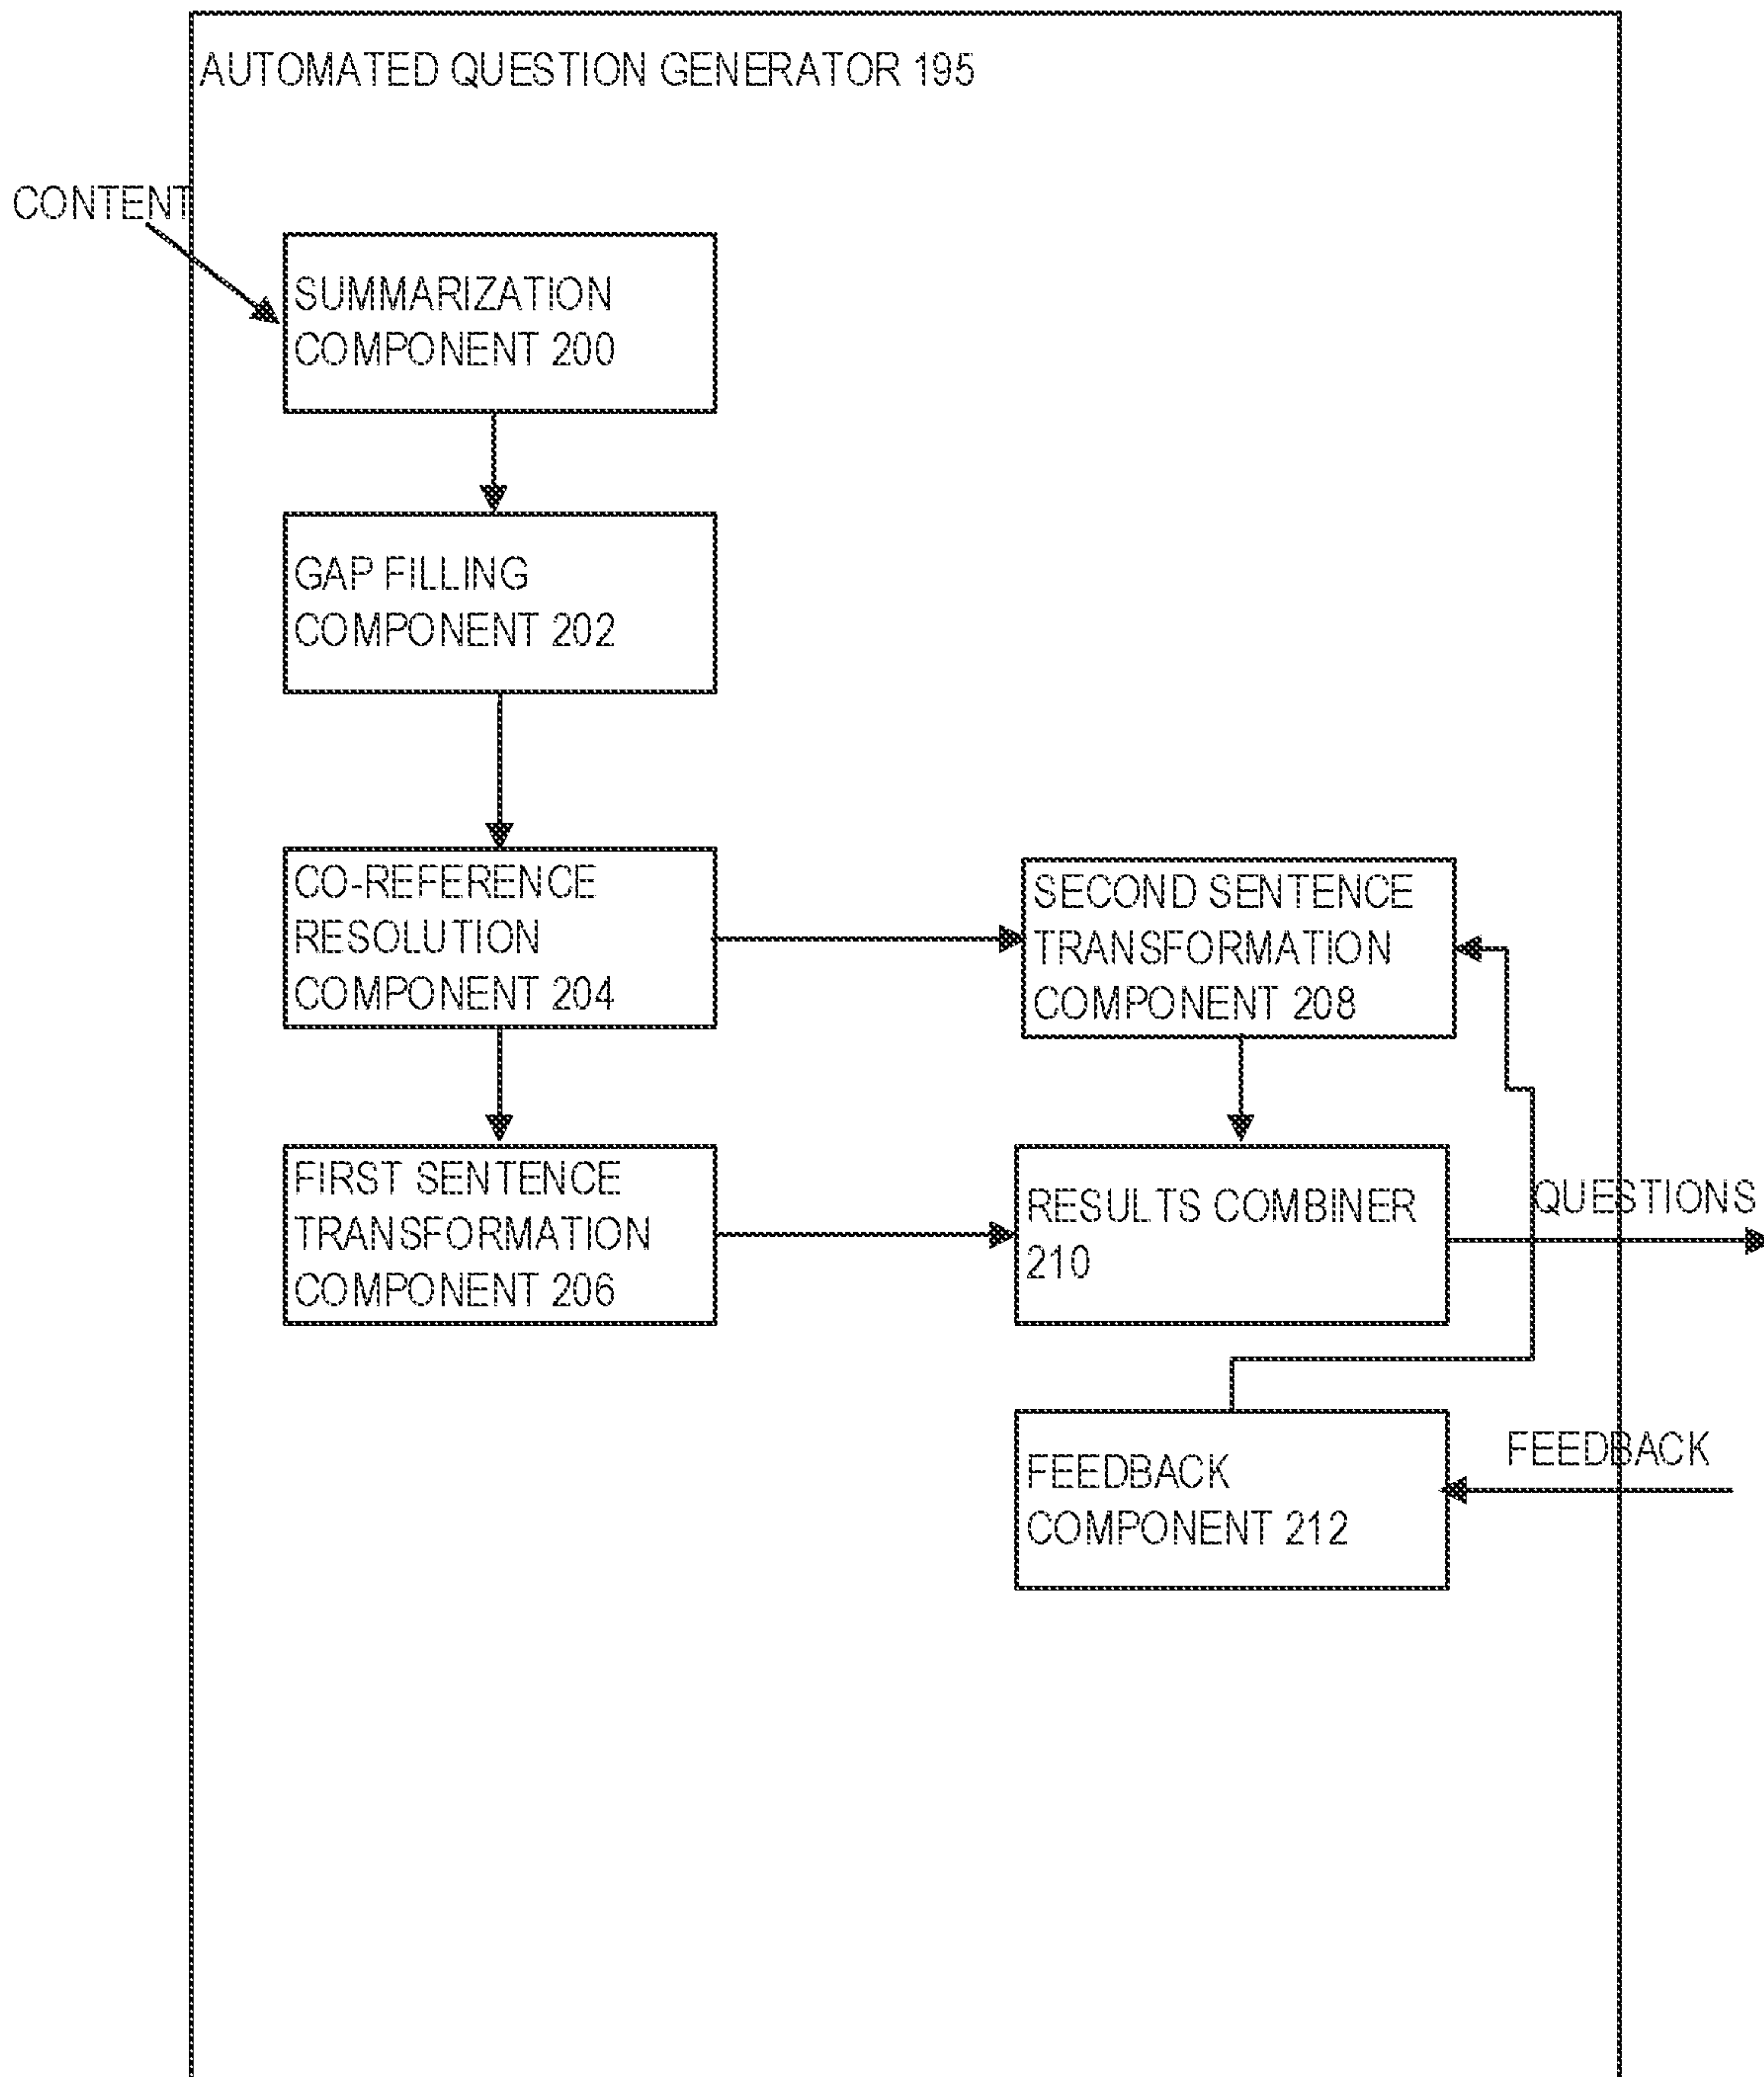 AUTOMATED QUESTION GENERATOR 195
CONTENT
SUMMARIZATION
COMPONENT 200
GAP FILLING
COMPONENT 202
CO-REFERENCE
RESOLUTION
COMPONENT 204
SECOND SENTENCE
TRANSFORMATION
COMPONENT 208
FIRST SENTENCE
TRANSFORMATION
COMPONENT 206
RESULTS COMBINER
210
QUESTIONS
FEEDBACK
COMPONENT 212
FEEDBACK